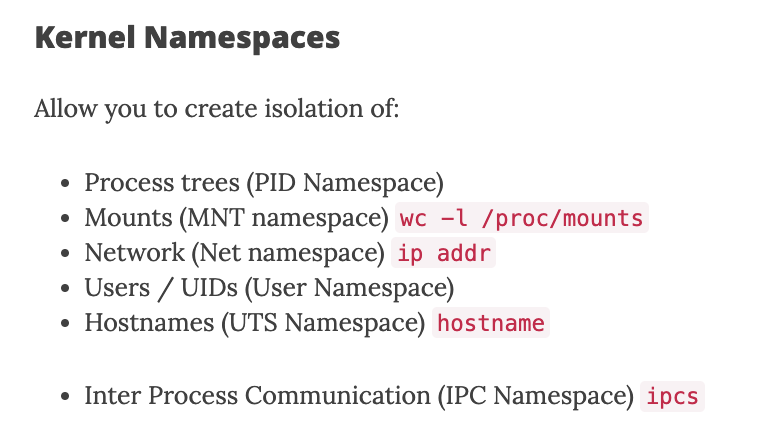 Kernel Namespaces
Allow you to create isolation of:
• Process trees (PID Namespace)
• Mounts (MNT namespace) wc -l /proc/mounts
• Network (Net namespace) ip addr
• Users / UIDs (User Namespace)
• Hostnames (UTS Namespace) hostname
• Inter Process Communication (IPC Namespace) ipcs